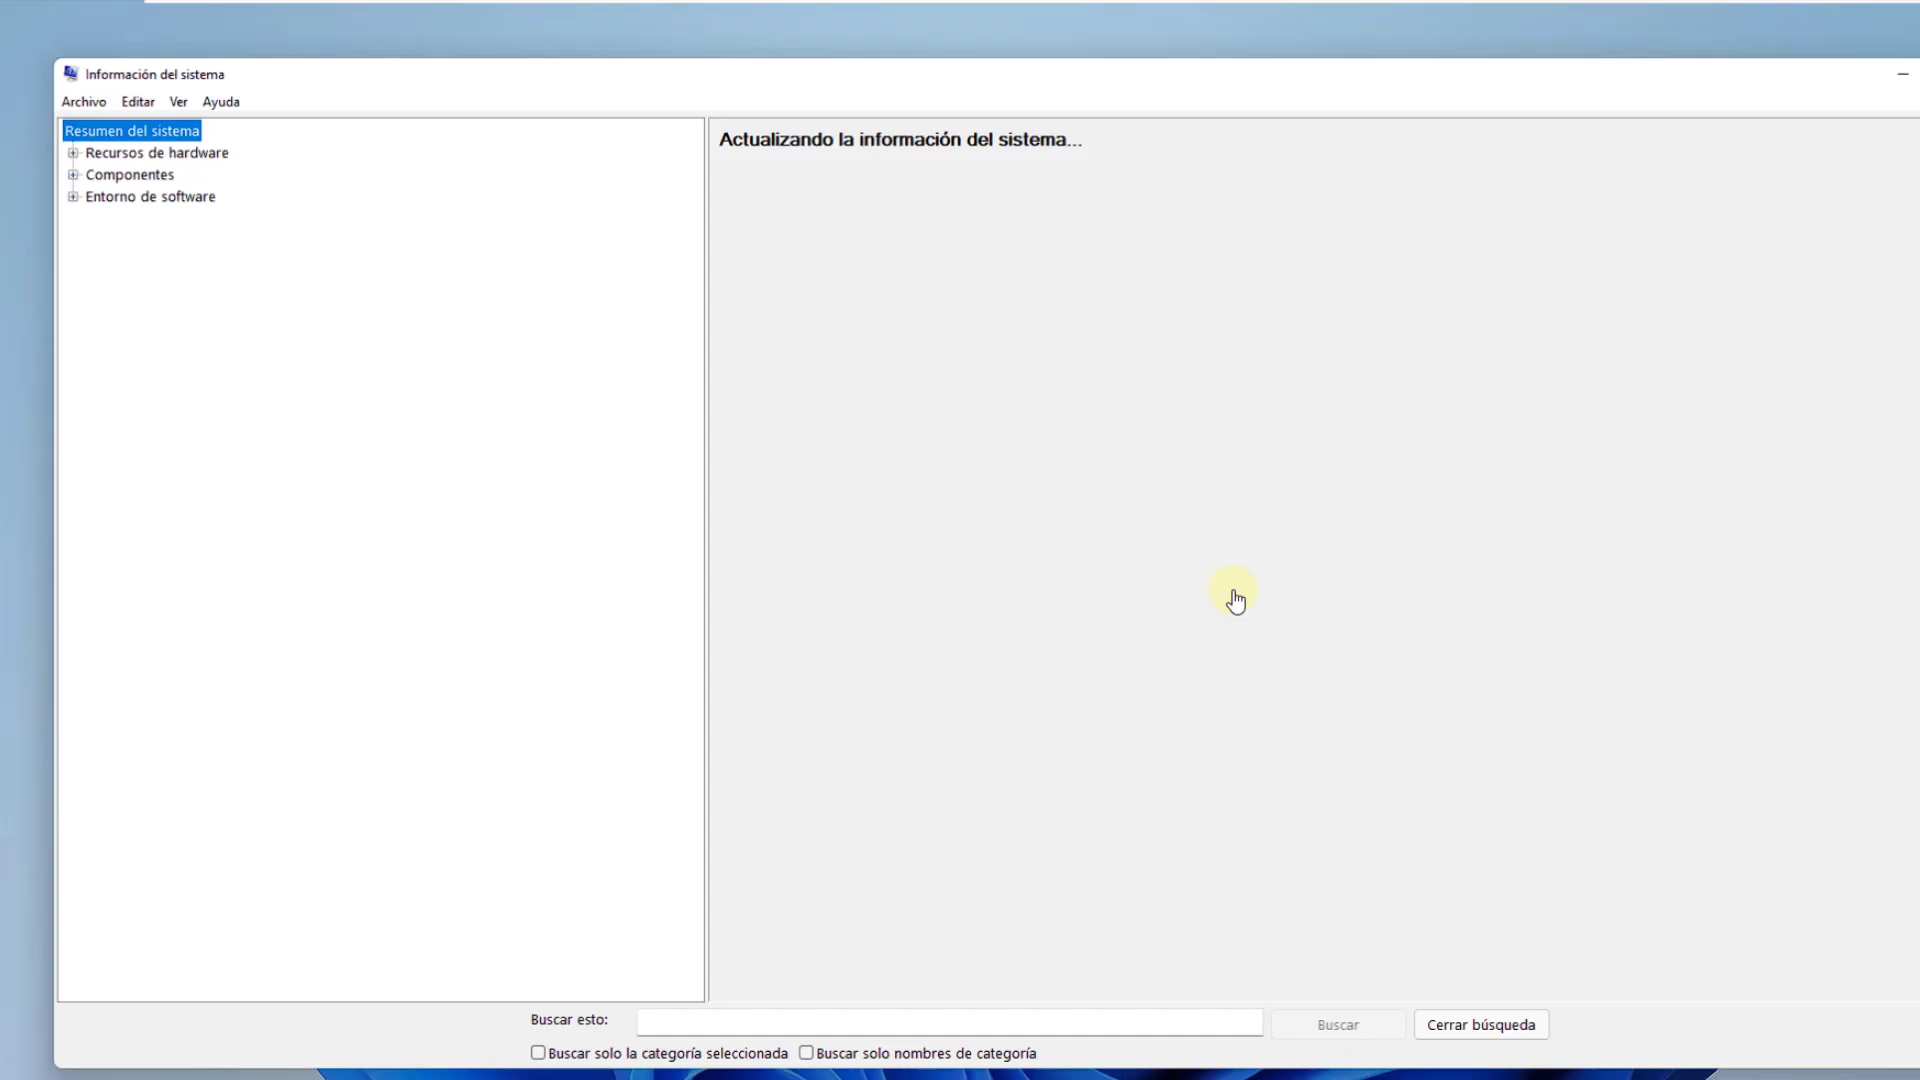 Información del sistema
Archivo Editar Ver Ayuda
Resumen del sistema
Recursos de hardware
Componentes
Entorno de software
Actualizando la información del sistema...
Buscar esto:
Buscar
Cerrar búsqueda
Buscar solo la categoría seleccionada
Buscar solo nombres de categoría